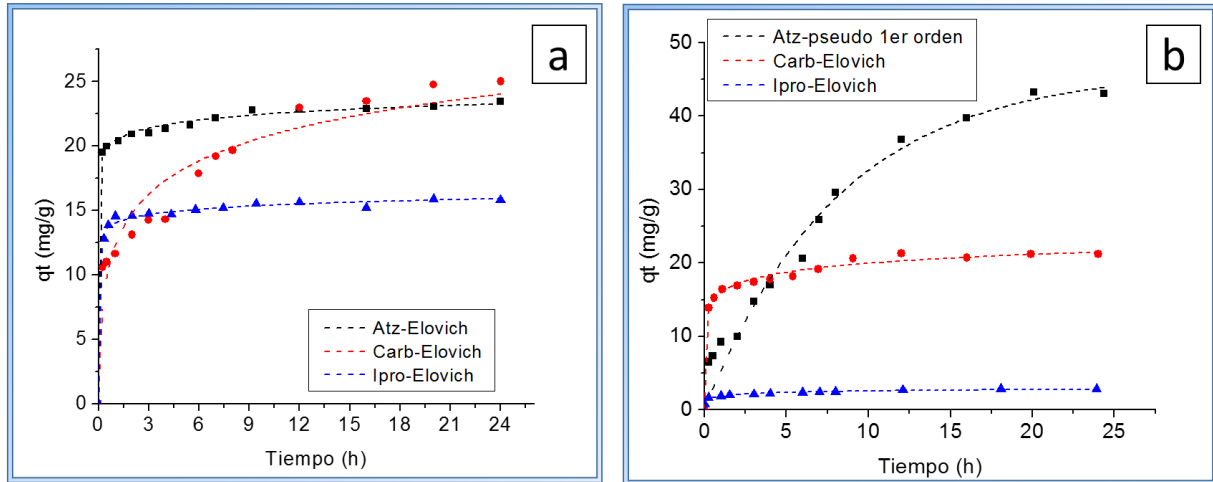 a
25
20
15
10
5
0
qt (mg/g)
Atz-Elovich
Carb-Elovich
Ipro-Elovich
0 3 6 9 12 15 18 21 24
Tiempo (h)
b
Atz-pseudo 1er orden
Carb-Elovich
Ipro-Elovich
50
40
30
20
10
0
qt (mg/g)
0 5 10 15 20 25
Tiempo (h)